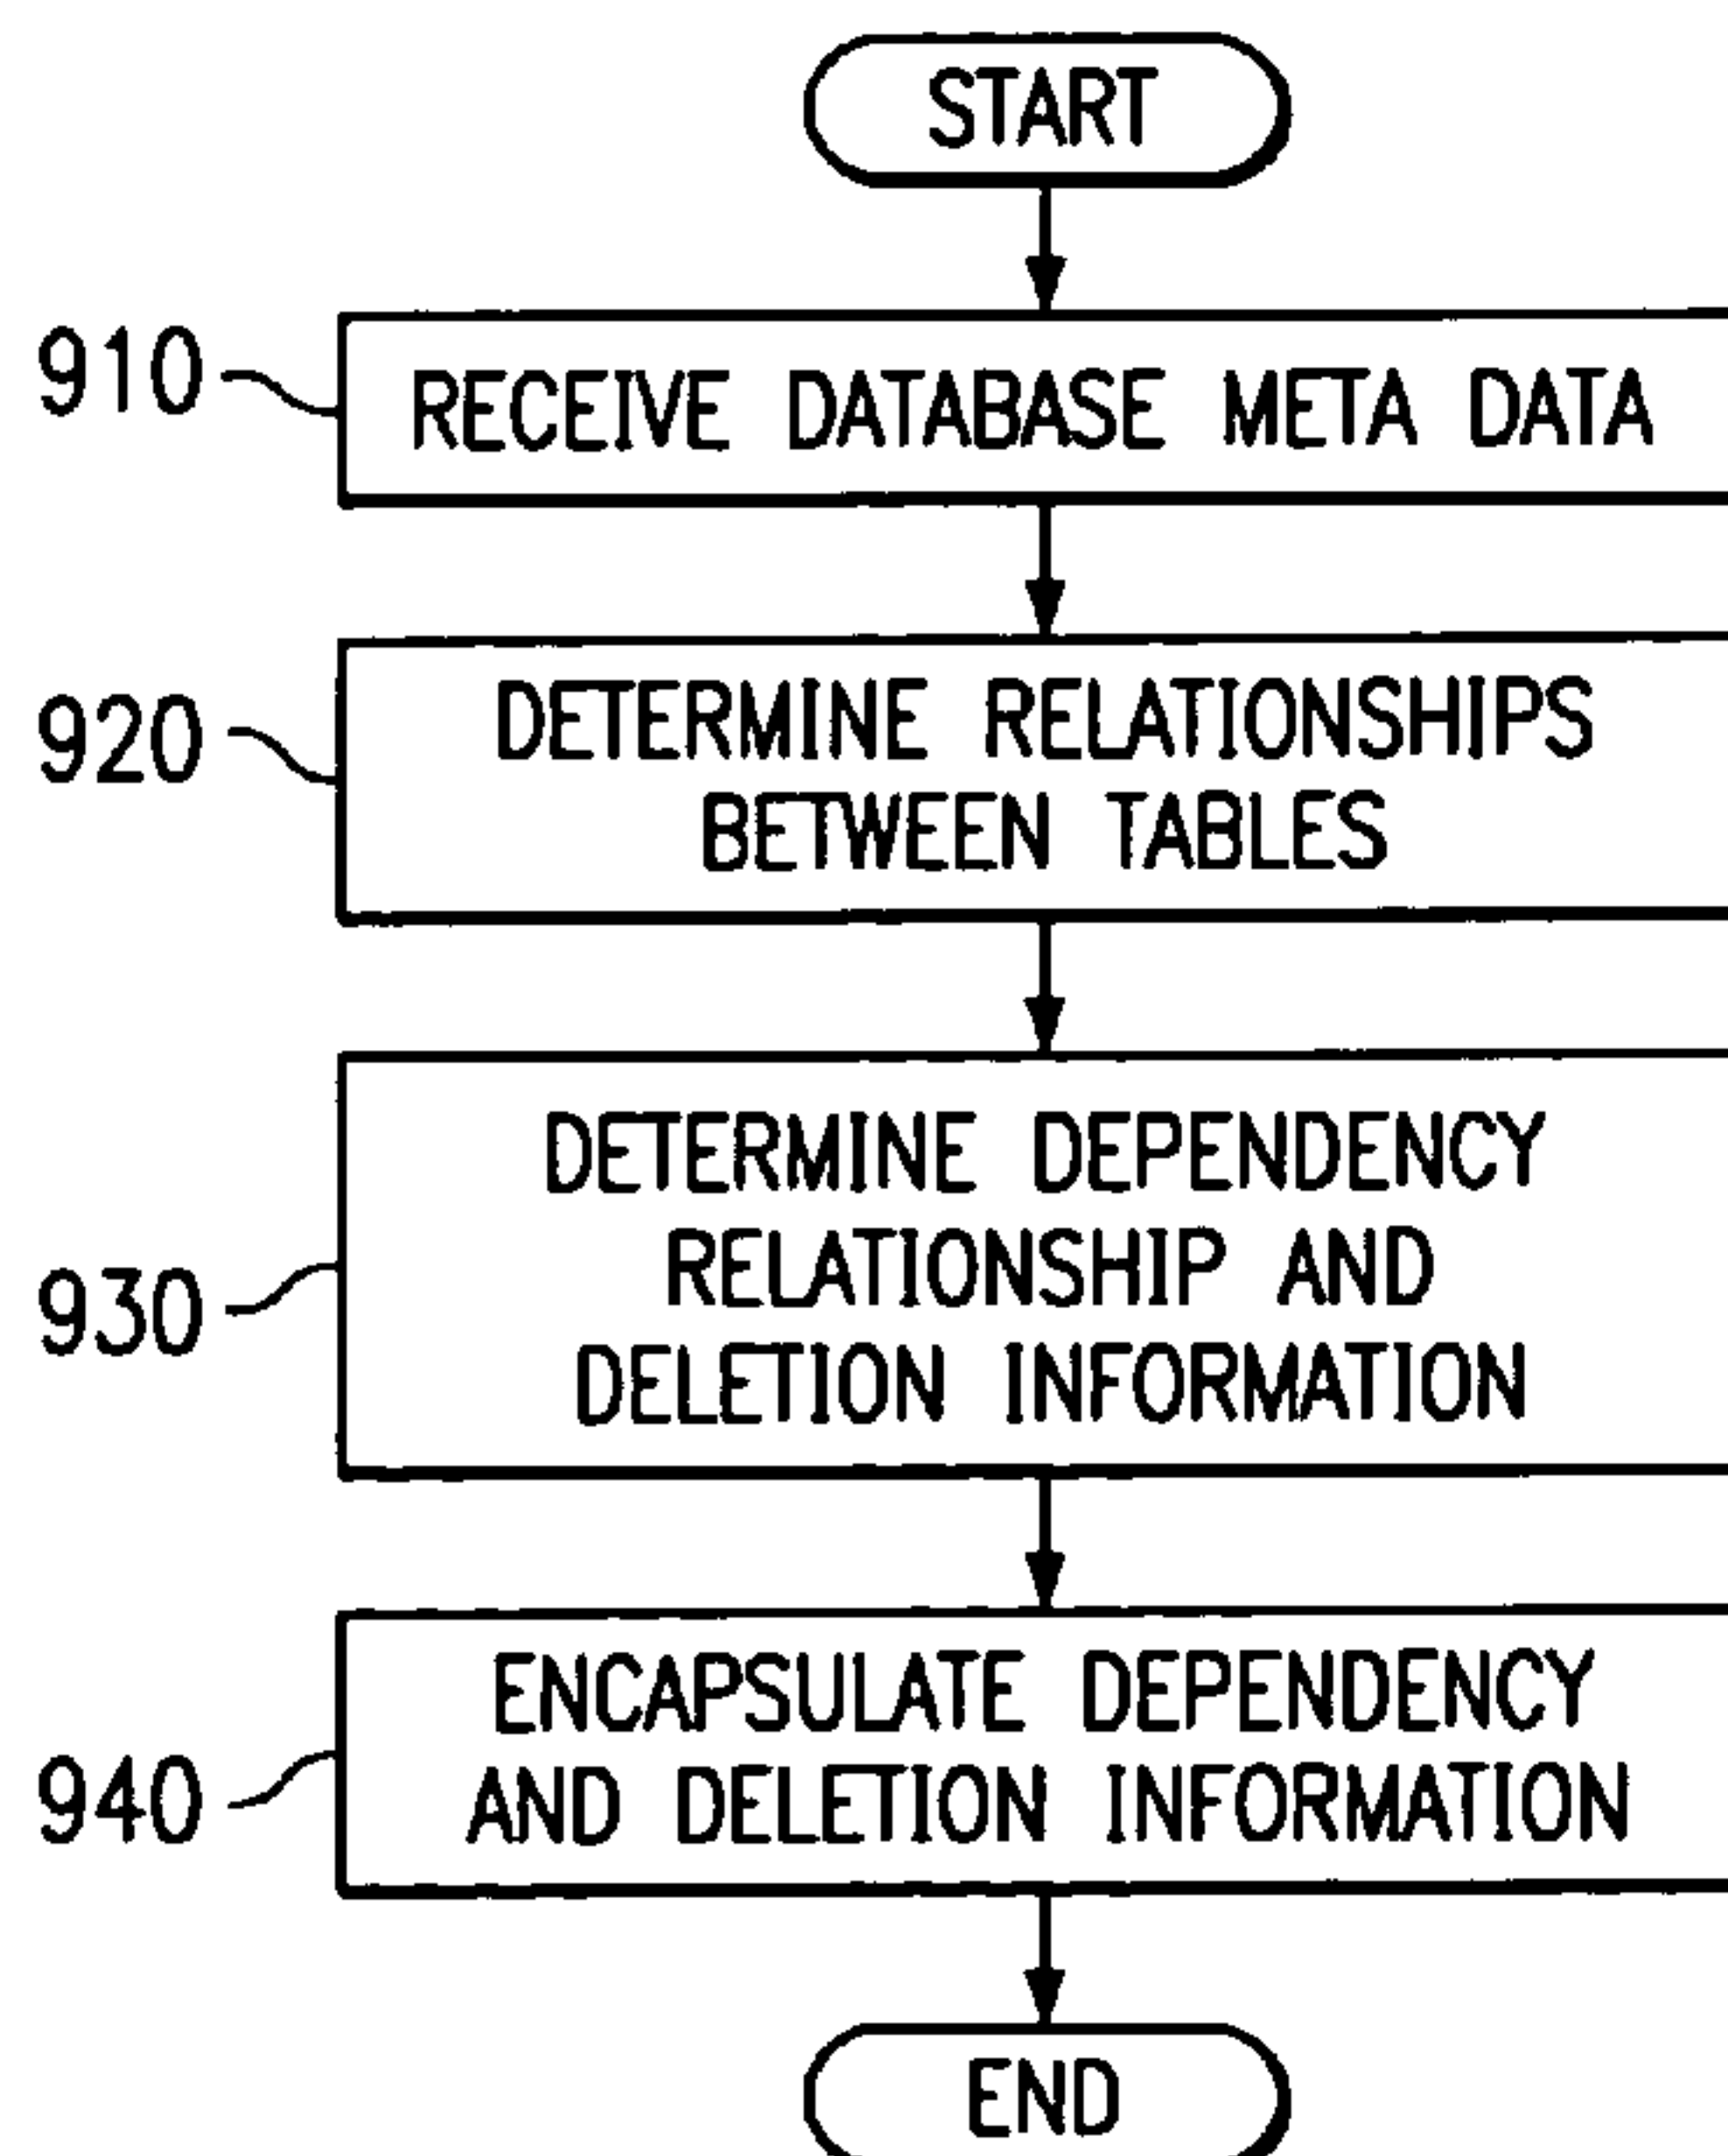 START
910
RECEIVE DATABASE META DATA
920
DETERMINE RELATIONSHIPS
BETWEEN TABLES
930
DETERMINE DEPENDENCY
RELATIONSHIP AND
DELETION INFORMATION
940
ENCAPSULATE DEPENDENCY
AND DELETION INFORMATION
END